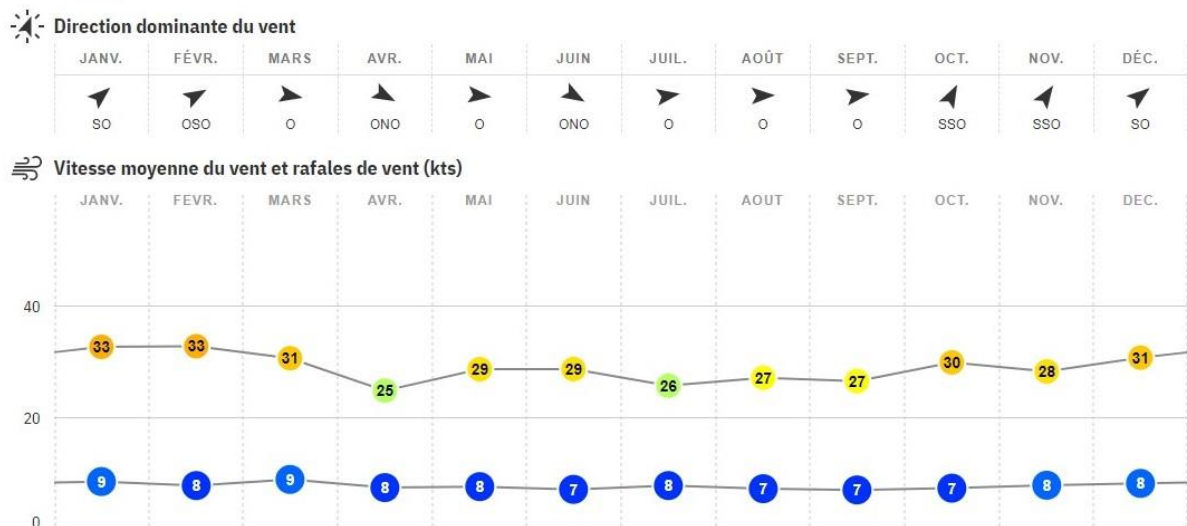 Direction dominante du vent
JANV. FÉVR. MARS AVR. MAI JUIN JUIL. AOÛT SEPT. OCT. NOV. DÉC.
SO OSO O ONO O ONO O O O SSO SSO SO
Vitesse moyenne du vent et rafales de vent (kts)
JANV. FEVR. MARS AVR. MAI JUIN JUIL. AOUT SEPT. OCT. NOV. DEC.
40
33 33 31 25 29 29 26 27 27 30 28 31
20
9 8 9 8 8 7 8 7 7 7 8 8
0